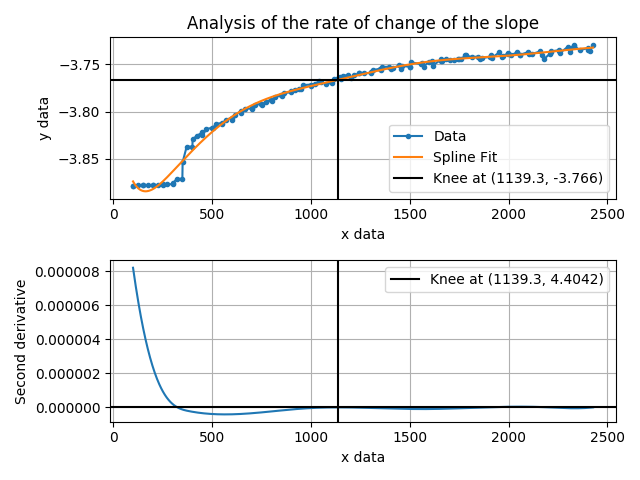 Analysis of the rate of change of the slope
y data
−3.75
−3.80
−3.85
Data
Spline Fit
Knee at (1139.3, -3.766)
0 500 1000 1500 2000 2500
x data
Second derivative
0.000008
0.000006
0.000004
0.000002
0.000000
Knee at (1139.3, 4.4042)
0 500 1000 1500 2000 2500
x data